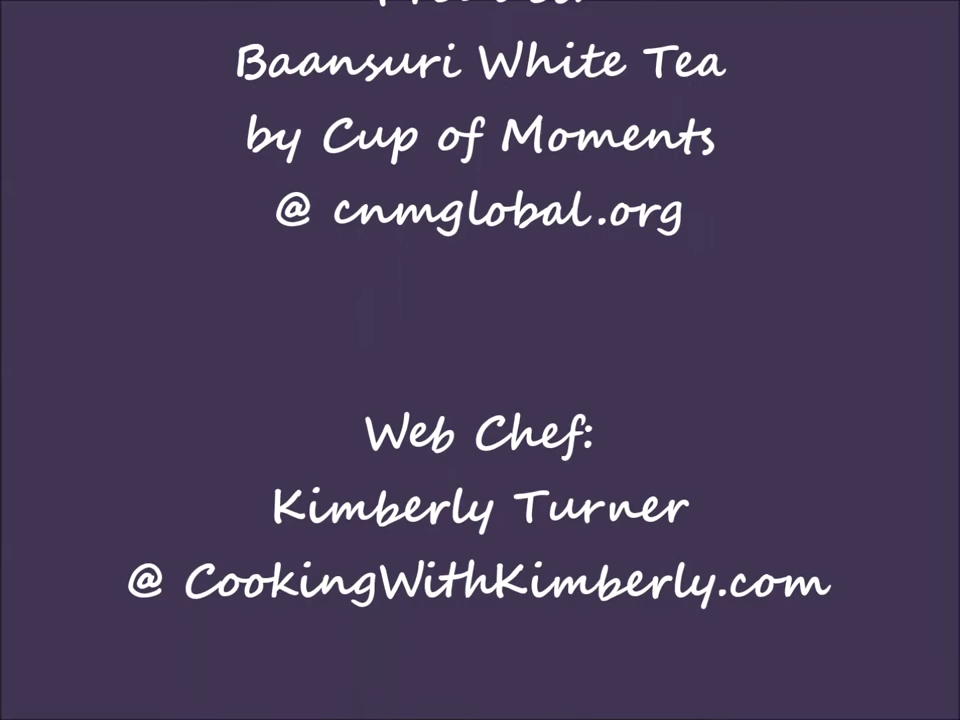 Baansuri White Tea
by Cup of Moments
@ cnmglobal.org
Web Chef:
Kimberly Turner
@ CookingWithKimberly.com